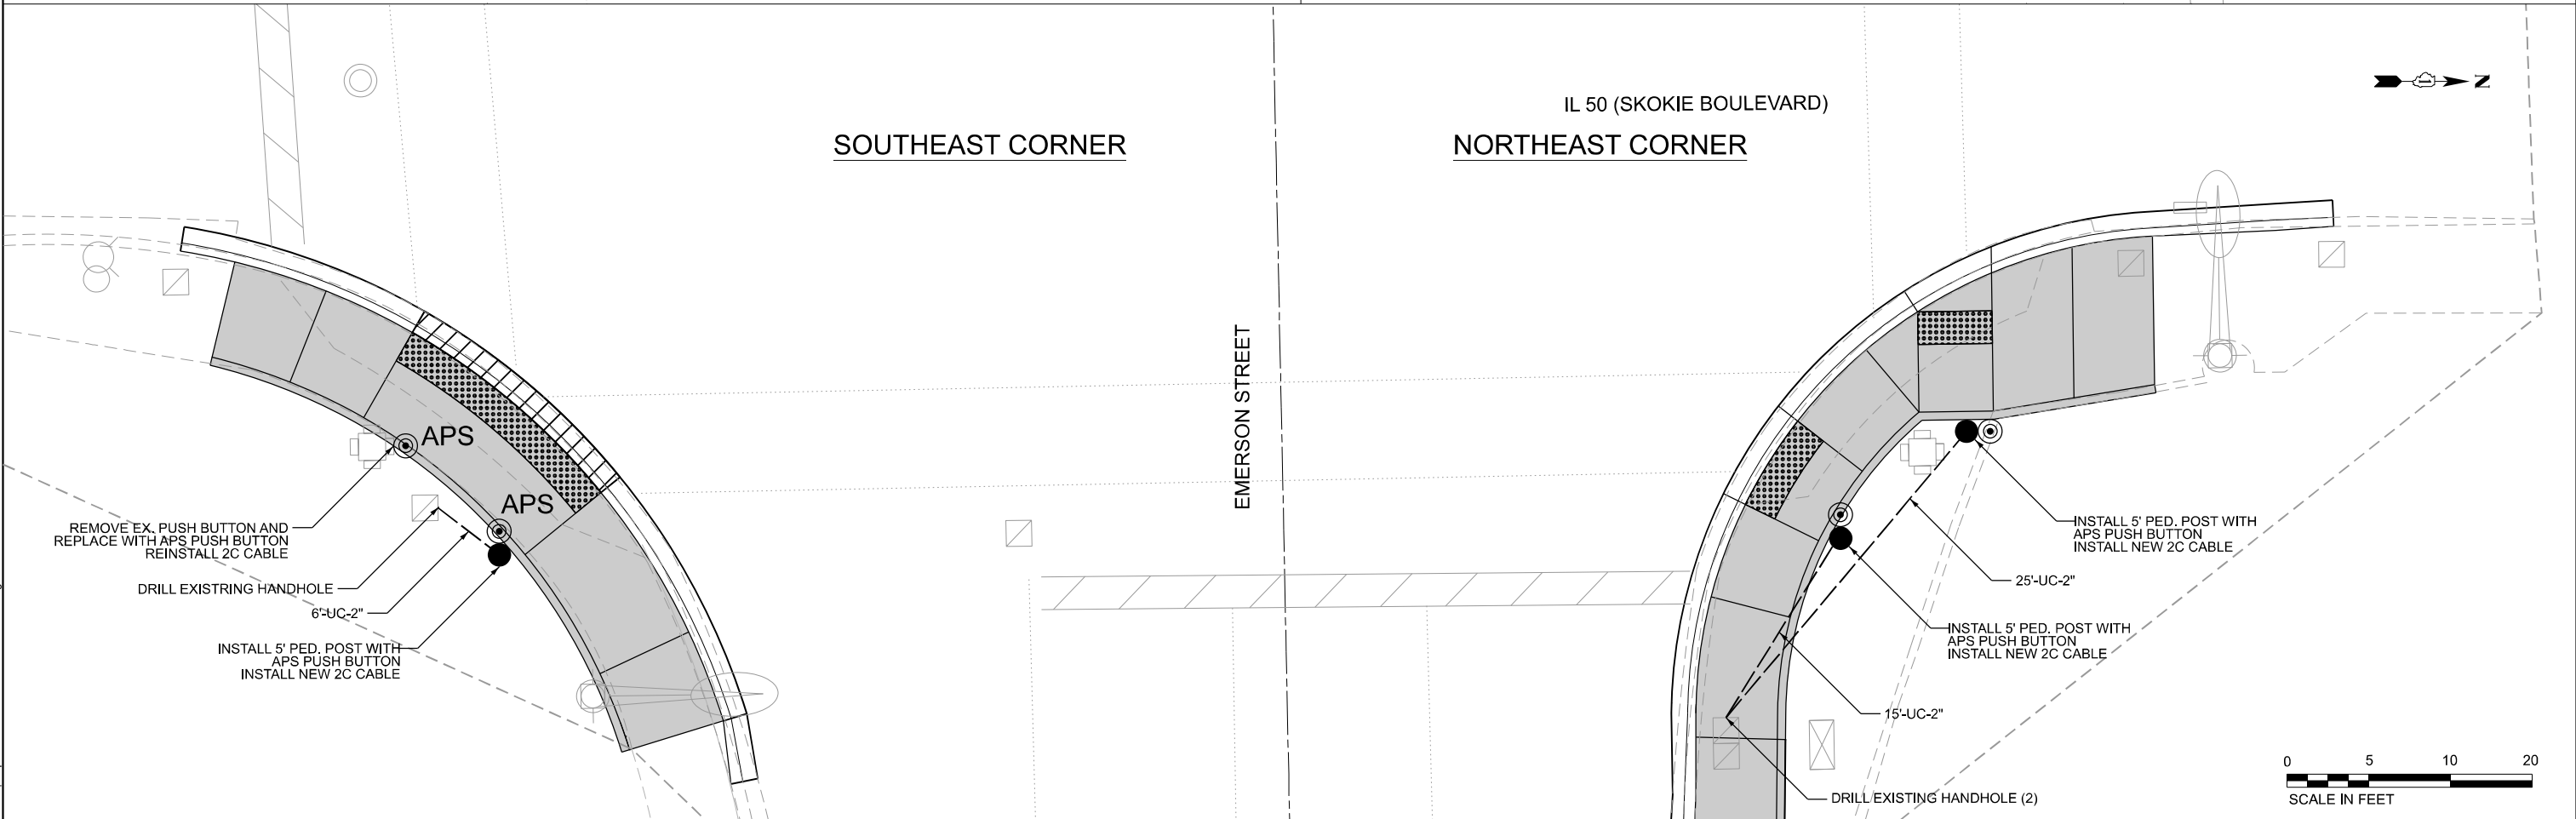 IL 50 (SKOKIE BOULEVARD)
N
SOUTHEAST CORNER
NORTHEAST CORNER
EMERSON STREET
APS
APS
REMOVE EX. PUSH BUTTON AND
REPLACE WITH APS PUSH BUTTON
REINSTALL 2C CABLE
DRILL EXISTRING HANDHOLE
6'-UC-2"
INSTALL 5' PED. POST WITH
APS PUSH BUTTON
INSTALL NEW 2C CABLE
INSTALL 5' PED. POST WITH
APS PUSH BUTTON
INSTALL NEW 2C CABLE
25'-UC-2"
INSTALL 5' PED. POST WITH
APS PUSH BUTTON
INSTALL NEW 2C CABLE
15'-UC-2"
DRILL EXISTING HANDHOLE (2)
0 5 10 20
SCALE IN FEET